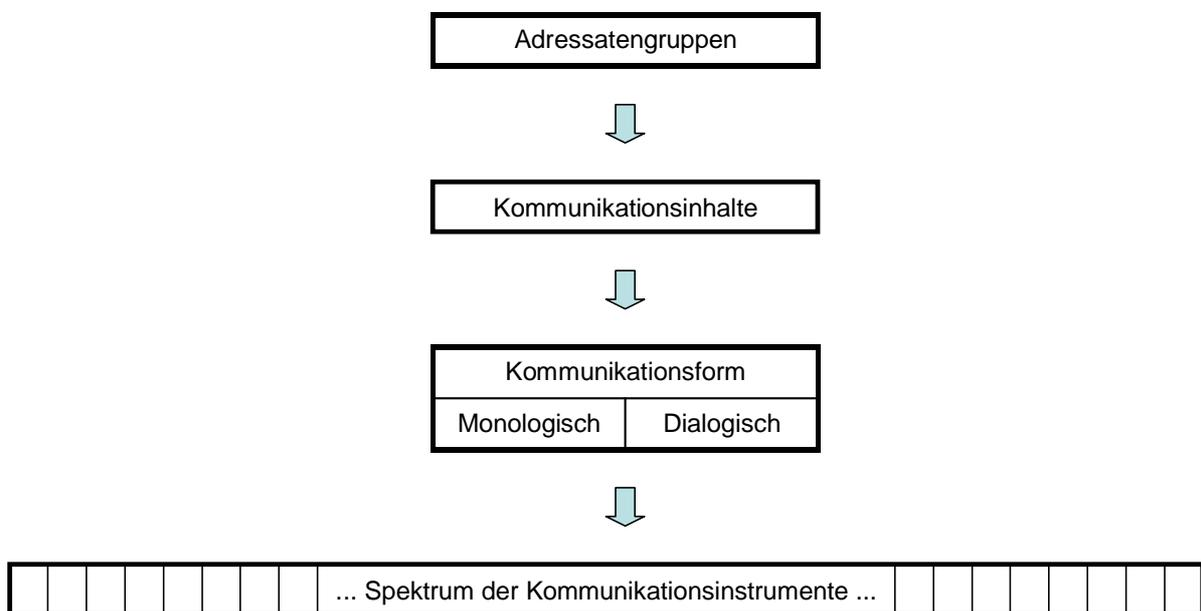 Adressatengruppen
Kommunikationsinhalte
Kommunikationsform
Monologisch Dialogisch
... Spektrum der Kommunikationsinstrumente ...